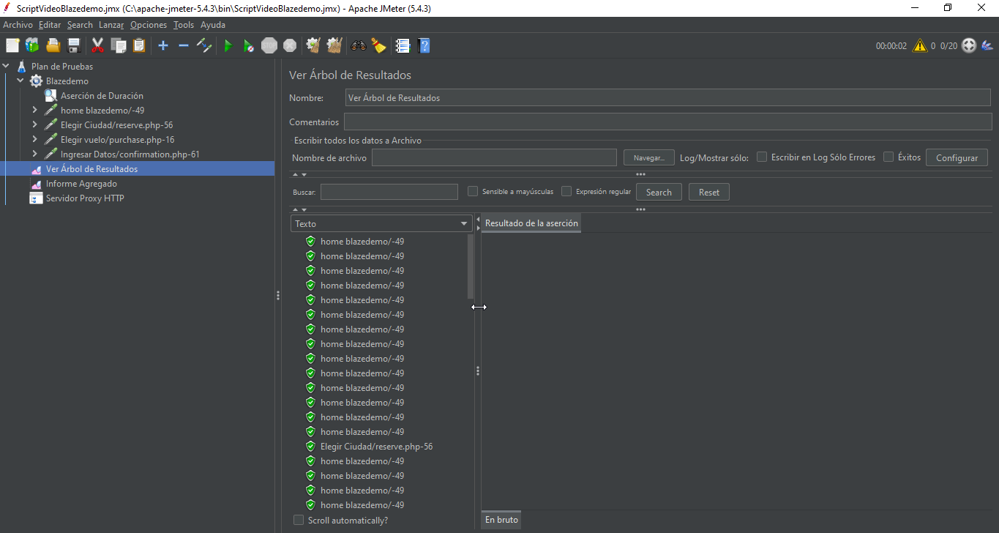 ScriptVideoBlazedemo.jmx (C:\apache-jmeter-5.4.3\bin\ScriptVideoBlazedemo.jmx) - Apache JMeter (5.4.3)
Archivo Editar Search Lanzar Opciones Tools Ayuda
STOP 00:00:02 0 0/20
Plan de Pruebas
Blazedemo
Aserción de Duración
home blazedemo/-49
Elegir Ciudad/reserve.php-56
Elegir vuelo/purchase.php-16
Ingresar Datos/confirmation.php-61
Ver Árbol de Resultados
Informe Agregado
Servidor Proxy HTTP
Ver Árbol de Resultados
Nombre: Ver Árbol de Resultados
Comentarios
Escribir todos los datos a Archivo
Nombre de archivo Navegar... Log/Mostrar sólo: Escribir en Log Sólo Errores Éxitos Configurar
Buscar: Sensible a mayúsculas Expresión regular Search Reset
Texto
home blazedemo/-49
home blazedemo/-49
home blazedemo/-49
home blazedemo/-49
home blazedemo/-49
home blazedemo/-49
home blazedemo/-49
home blazedemo/-49
home blazedemo/-49
home blazedemo/-49
home blazedemo/-49
home blazedemo/-49
home blazedemo/-49
home blazedemo/-49
Elegir Ciudad/reserve.php-56
home blazedemo/-49
home blazedemo/-49
home blazedemo/-49
home blazedemo/-49
Scroll automatically?
Resultado de la aserción
En bruto